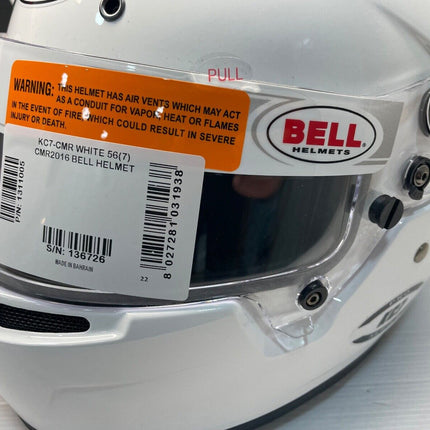 PULL
WARNING: THIS HELMET HAS AIR VENTS WHICH MAY ACT
AS A CONDUIT FOR VAPOR, HEAT OR FLAMES
IN THE EVENT OF FIRE, WHICH COULD RESULT IN SEVERE
INJURY OR DEATH.
BELL
HELMETS
KC7-CMR WHITE 56(7)
CMR2016 BELL HELMET
P/N: 1311005
S/N: 136726
MADE IN BAHRAIN
22
8 027281 031938